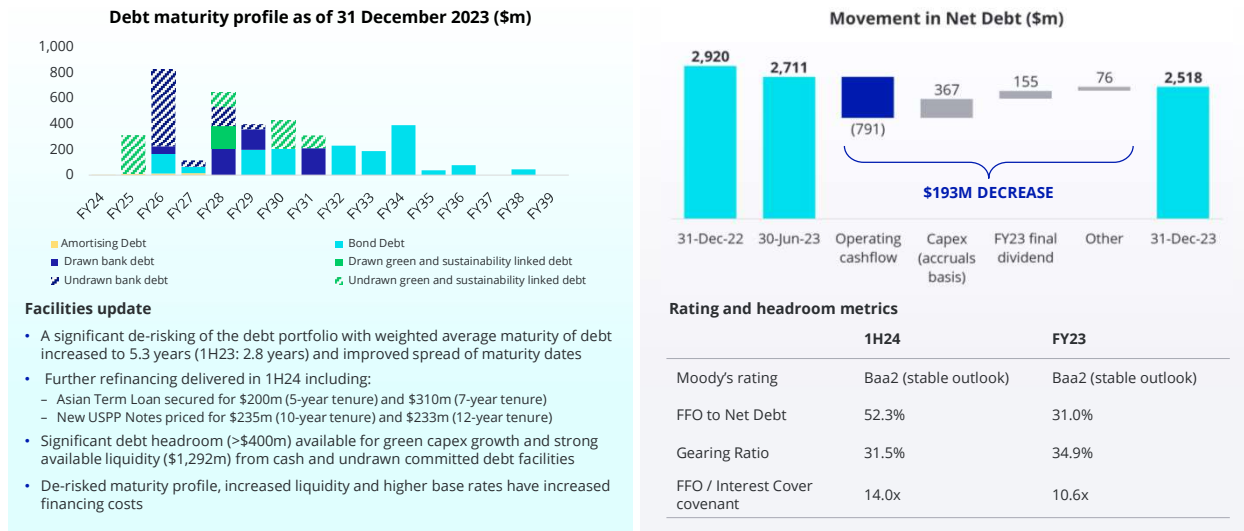 Debt maturity profile as of 31 December 2023 ($m)
1,000
800
600
400
200
0
FY24
FY25
FY26
FY27
FY28
FY29
FY30
FY31
FY32
FY33
FY34
FY35
FY36
FY37
FY38
FY39
Amortising Debt
Bond Debt
Drawn bank debt
Drawn green and sustainability linked debt
Undrawn bank debt
Undrawn green and sustainability linked debt
Facilities update
• A significant de-risking of the debt portfolio with weighted average maturity of debt
increased to 5.3 years (1H23: 2.8 years) and improved spread of maturity dates
• Further refinancing delivered in 1H24 including:
– Asian Term Loan secured for $200m (5-year tenure) and $310m (7-year tenure)
– New USPP Notes priced for $235m (10-year tenure) and $233m (12-year tenure)
• Significant debt headroom (>$400m) available for green capex growth and strong
available liquidity ($1,292m) from cash and undrawn committed debt facilities
• De-risked maturity profile, increased liquidity and higher base rates have increased
financing costs
Movement in Net Debt ($m)
2,920
2,711
(791)
367
155
76
2,518
$193M DECREASE
31-Dec-22
30-Jun-23
Operating
cashflow
Capex
(accruals
basis)
FY23 final
dividend
Other
31-Dec-23
Rating and headroom metrics
1H24 FY23
Moody's rating Baa2 (stable outlook) Baa2 (stable outlook)
FFO to Net Debt 52.3% 31.0%
Gearing Ratio 31.5% 34.9%
FFO / Interest Cover
covenant 14.0x 10.6x